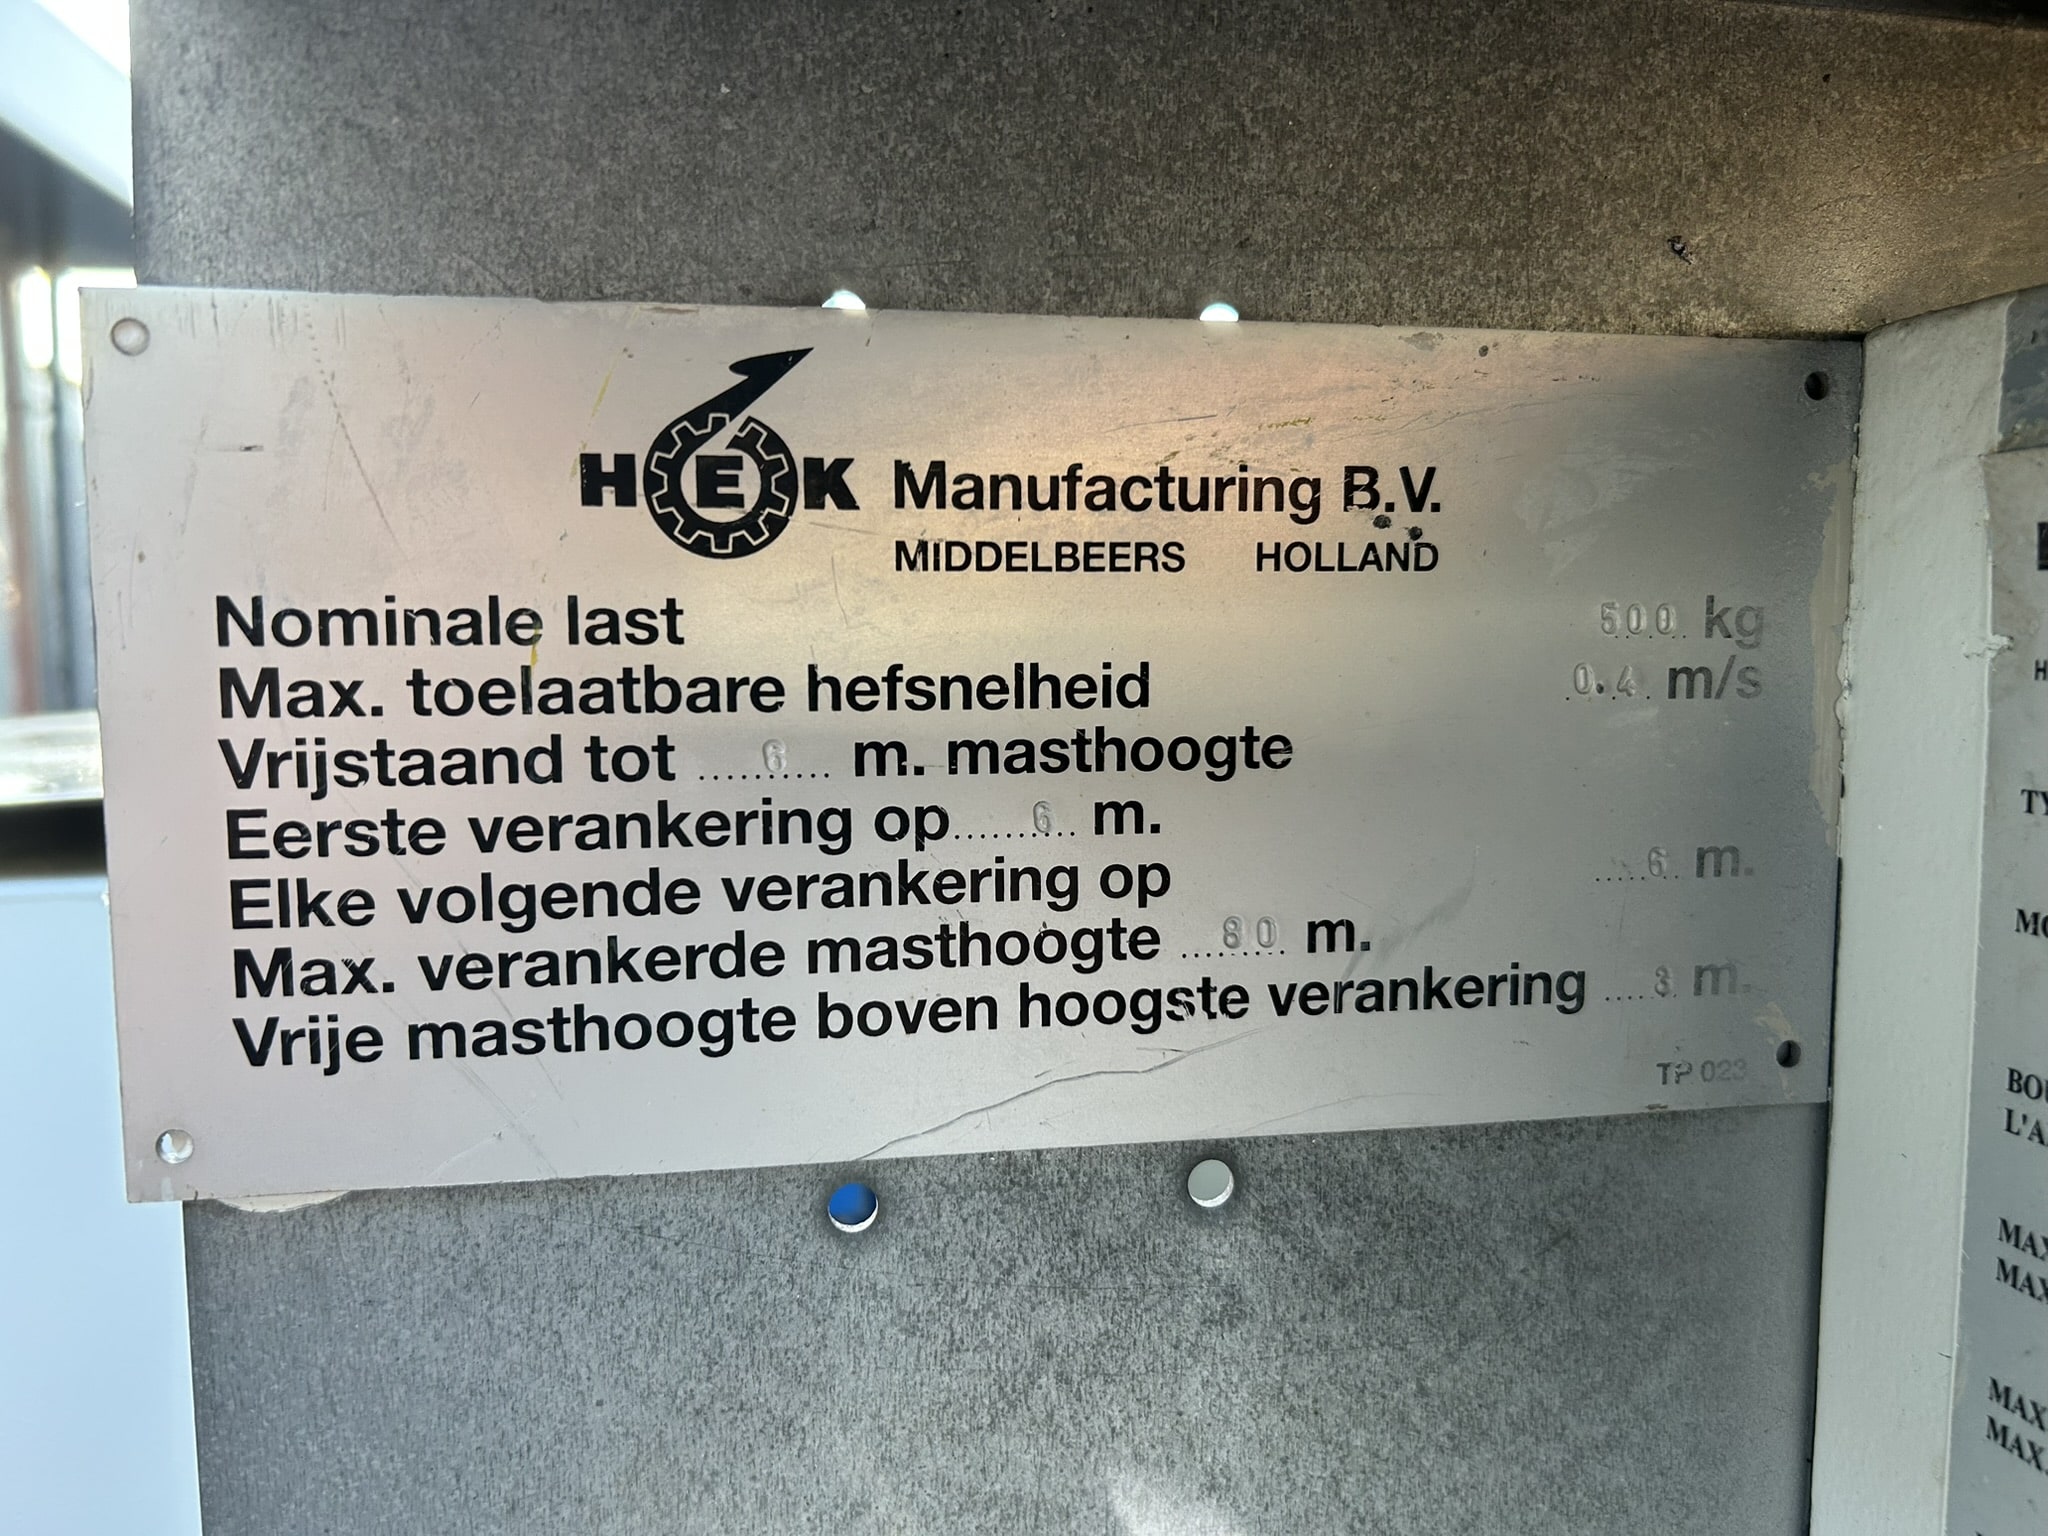 HEK Manufacturing B.V.
MIDDELBEERS HOLLAND
Nominale last 500 kg
Max. toelaatbare hefsnelheid 0.4 m/s
Vrijstaand tot ....6.... m. masthoogte
Eerste verankering op ....6.... m.
Elke volgende verankering op ....6. m.
Max. verankerde masthoogte ...80... m.
Vrije masthoogte boven hoogste verankering ....3. m.
TP 023
MAX
MAX.